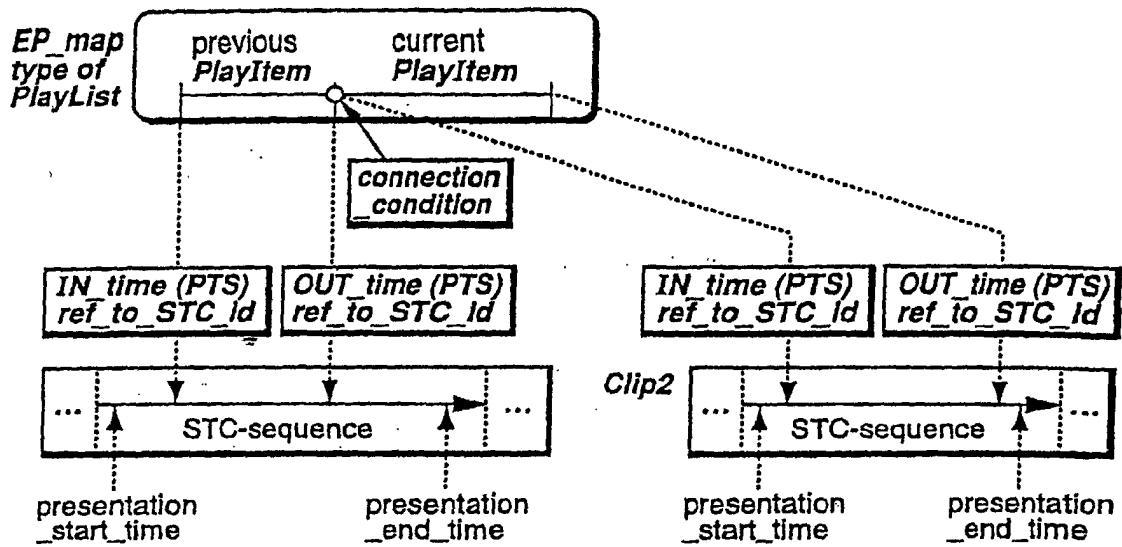 EP_map
type of
PlayList
previous
PlayItem
current
PlayItem
connection
_condition
IN_time (PTS)
ref_to_STC_id
OUT_time (PTS)
ref_to_STC_id
IN_time (PTS)
ref_to_STC_id
OUT_time (PTS)
ref_to_STC_id
...
STC-sequence
...
Clip2
...
STC-sequence
...
presentation
_start_time
presentation
_end_time
presentation
_start_time
presentation
_end_time